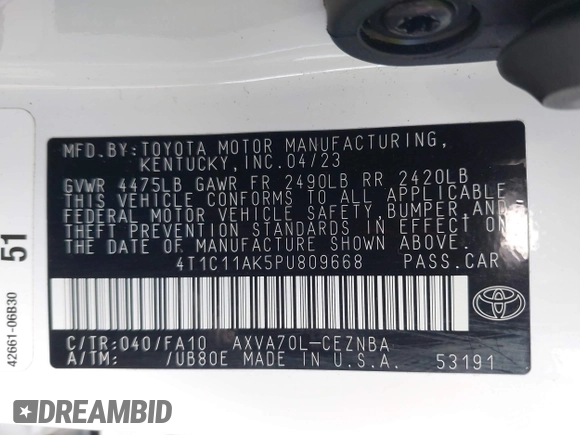 MFD.BY:TOYOTA MOTOR MANUFACTURING,
KENTUCKY,INC.04/23
GVWR 4475LB GAWR FR 2490LB RR 2420LB
THIS VEHICLE CONFORMS TO ALL APPLICABLE
FEDERAL MOTOR VEHICLE SAFETY,BUMPER,AND
THEFT PREVENTION STANDARDS IN EFFECT ON
THE DATE OF MANUFACTURE SHOWN ABOVE.
4T1C11AK5PU809668 PASS.CAR
TOYOTA
C/TR:040/FA10 AXVA70L-CEZNBA
A/TM: /UB80E MADE IN U.S.A. 53191
51
42661-06B30
DREAMBID